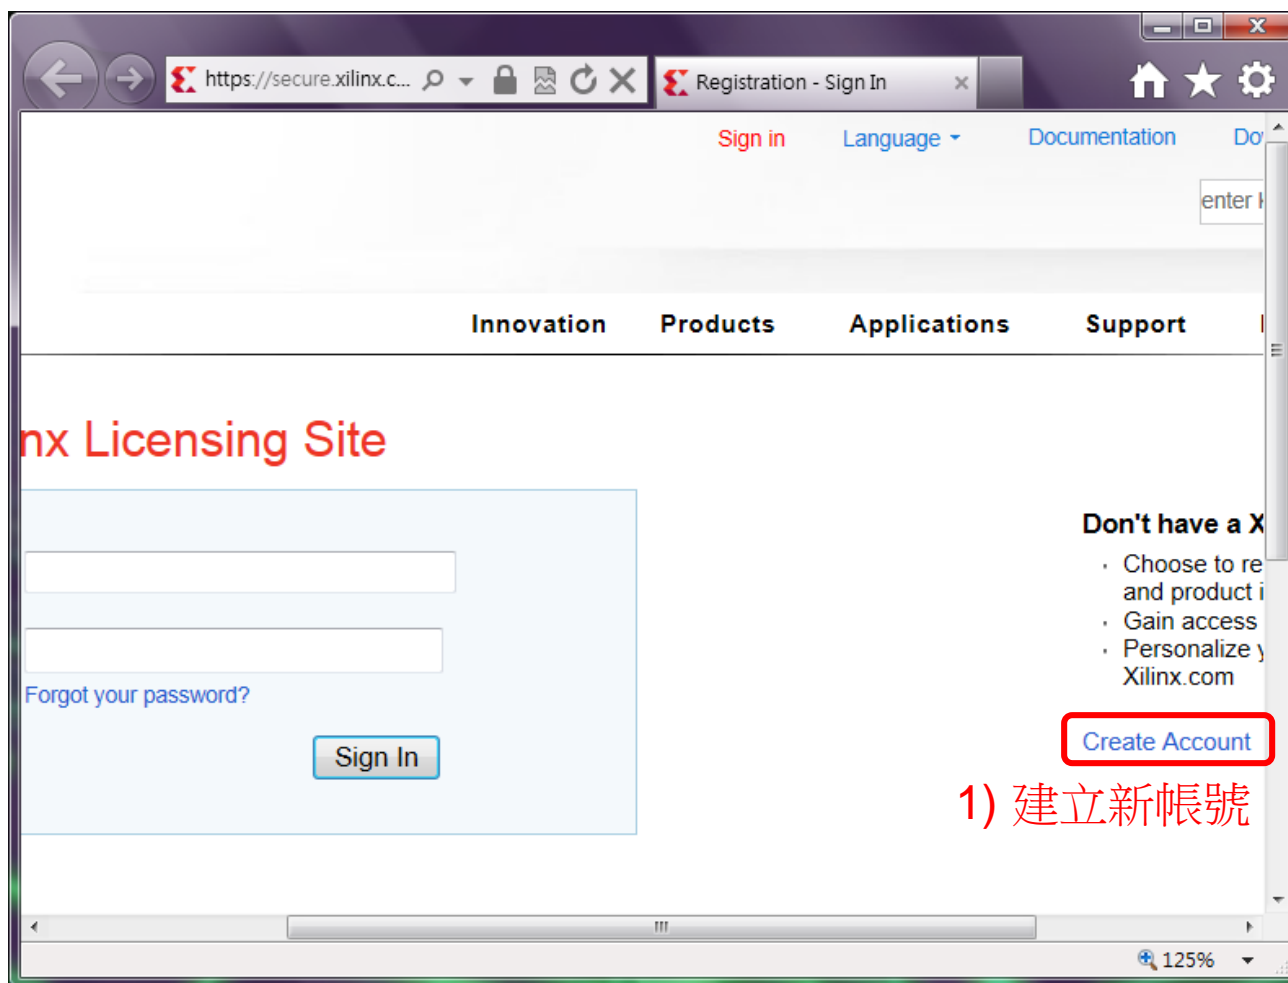 https://secure.xilinx.c...
Registration - Sign In
Sign in
Language
Documentation
enter
Innovation
Products
Applications
Support
nx Licensing Site
Don't have a X
Choose to re
and product i
Gain access
Personalize y
Xilinx.com
Forgot your password?
Sign In
Create Account
1) 建立新帳號
125%